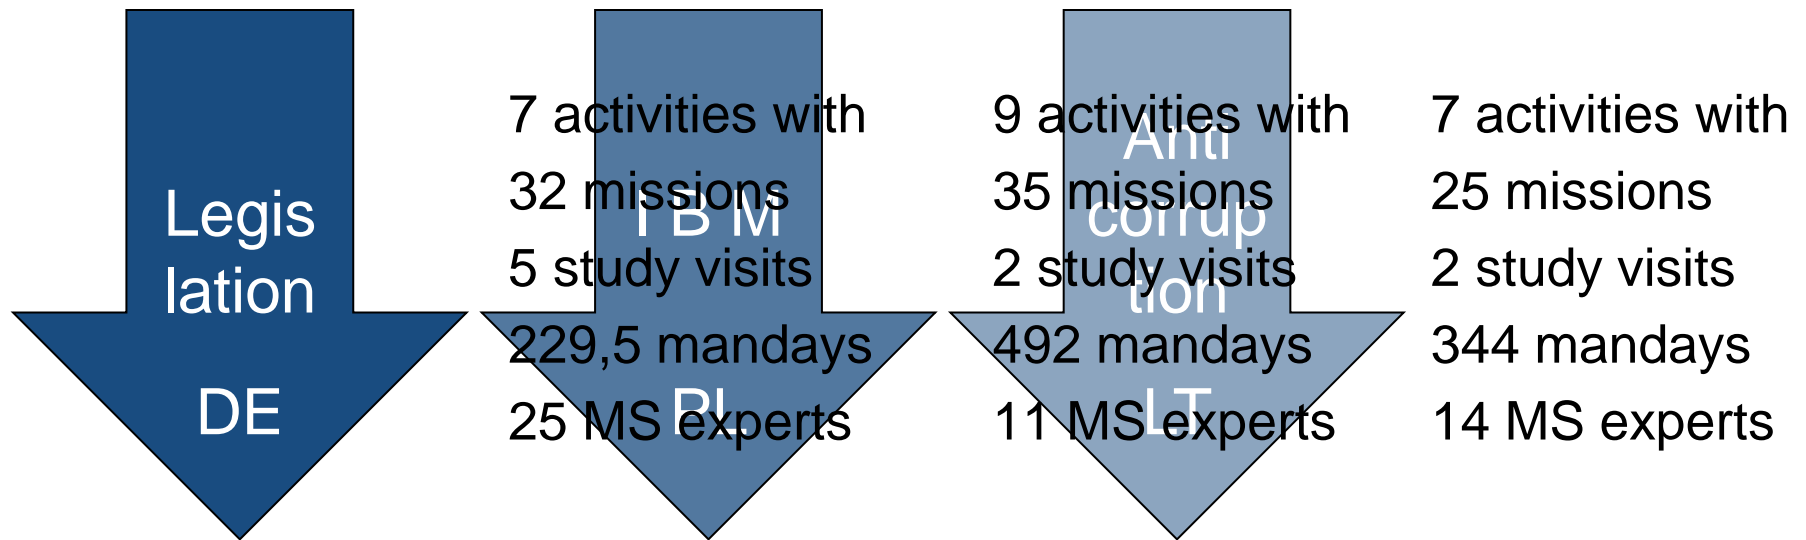 Legis
lation
DE
7 activities with
32 missions
5 study visits
229,5 mandays
25 MS experts
I B M
PL
9 activities with
35 missions
2 study visits
492 mandays
11 MS experts
Anti
corrup
tion
LT
7 activities with
25 missions
2 study visits
344 mandays
14 MS experts